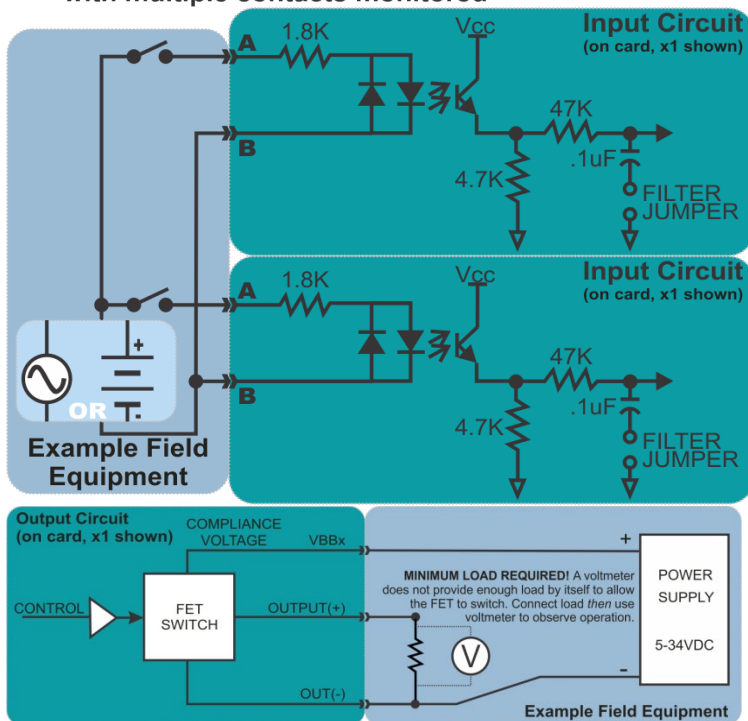 with multiple contacts monitored
Input Circuit
(on card, x1 shown)
A
1.8K
Vcc
47K
.1uF
B
4.7K
FILTER
JUMPER
Input Circuit
(on card, x1 shown)
A
1.8K
Vcc
47K
.1uF
B
4.7K
FILTER
JUMPER
+
OR
-
Example Field
Equipment
Output Circuit
(on card, x1 shown)
COMPLIANCE
VOLTAGE
VBBx
CONTROL
FET
SWITCH
OUTPUT(+)
OUT(-)
MINIMUM LOAD REQUIRED! A voltmeter
does not provide enough load by itself to allow
the FET to switch. Connect load then use
voltmeter to observe operation.
V
+
-
POWER
SUPPLY
5-34VDC
Example Field Equipment